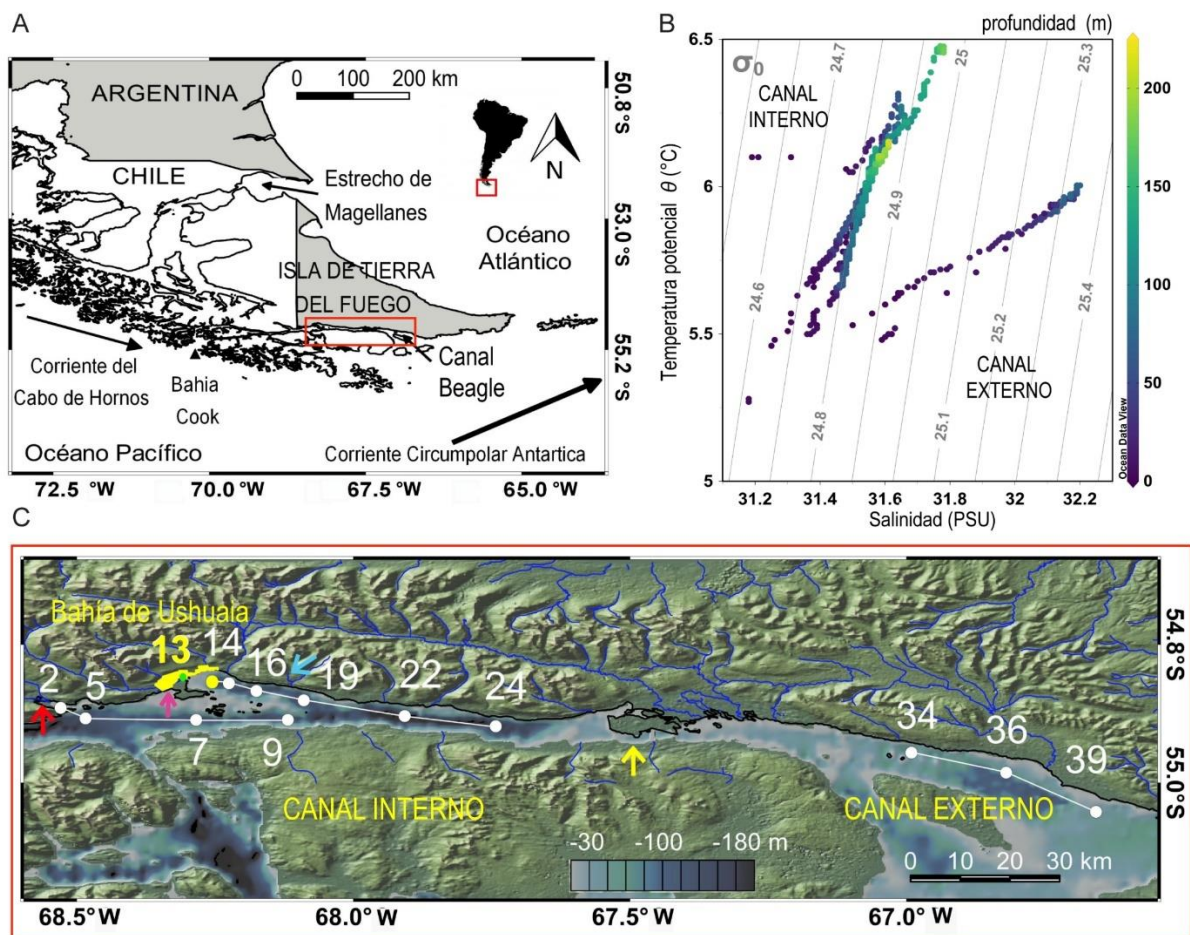 A
0 100 200 km
ARGENTINA
CHILE
Estrecho de
Magellanes
N
Océano
Atlántico
ISLA DE TIERRA
DEL FUEGO
Canal
Beagle
Corriente del
Cabo de Hornos
Bahia
Cook
Océano Pacífico
Corriente Circumpolar Antartica
50.8°S
53.0°S
55.2 °S
72.5°W
70.0 °W
67.5°W
65.0 °W
B
profundidad (m)
σ0
CANAL
INTERNO
CANAL
EXTERNO
24.7
25
25.3
24.9
24.6
25.4
25.2
24.8
25.1
Temperatura potencial θ (°C)
6.5
6
5.5
5
31.2 31.4 31.6 31.8 32 32.2
Salinidad (PSU)
200
150
100
50
0
Ocean Data View
C
Bahía de Ushuaia
13
14
2
5
16
19
22
24
7
9
34
36
39
CANAL INTERNO
CANAL EXTERNO
-30 -100 -180 m
0 10 20 30 km
54.8°S
55.0°S
68.5°W
68.0° W
67.5°W
67.0° W